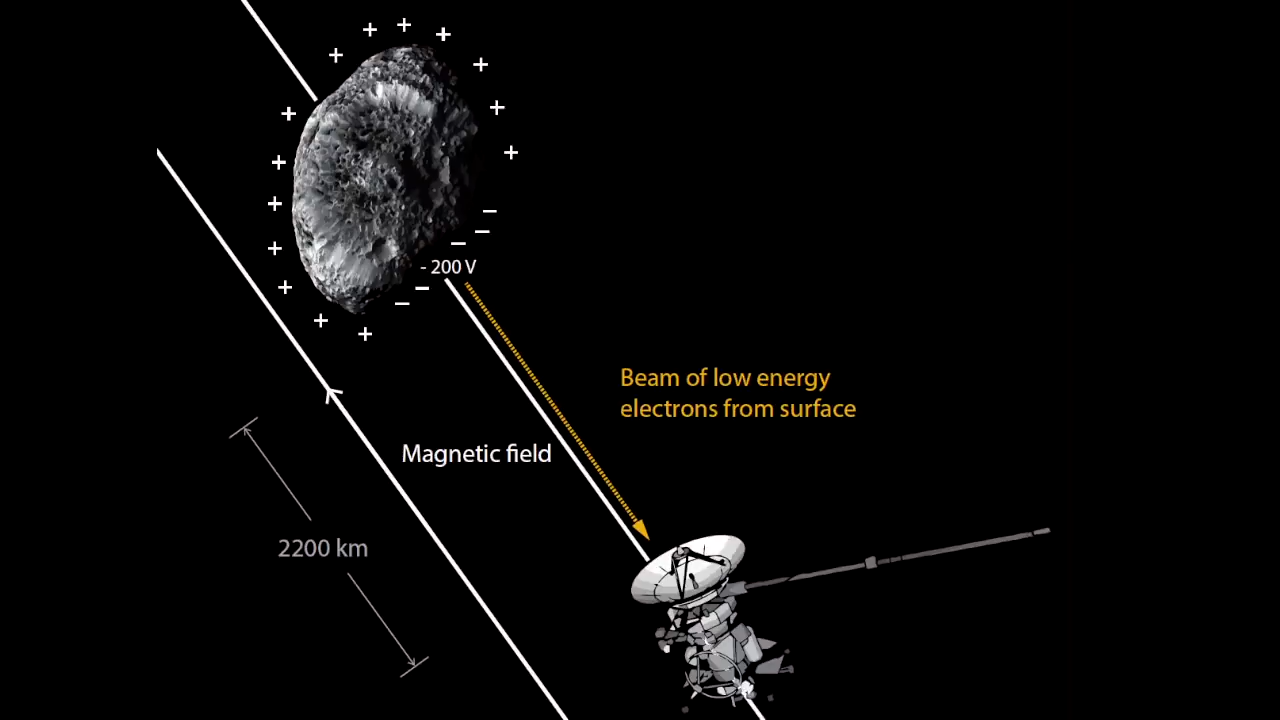 - 200 V
Beam of low energy
electrons from surface
Magnetic field
2200 km